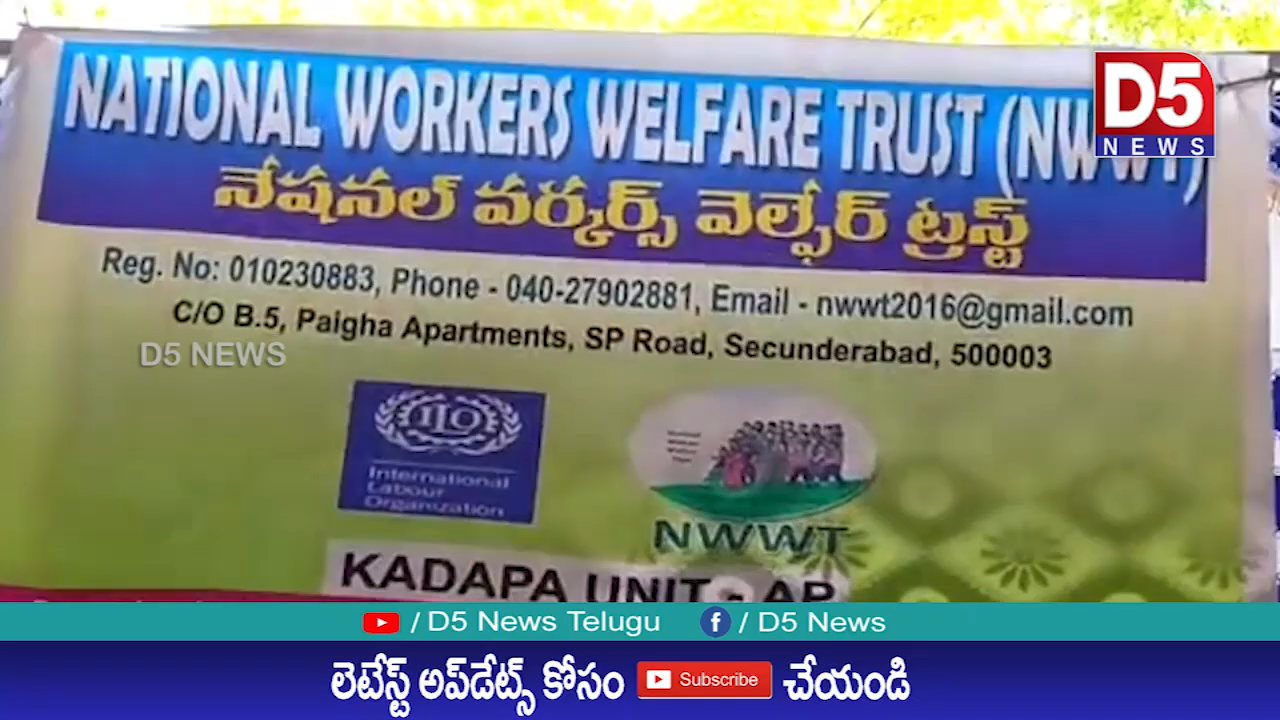 NATIONAL WORKERS WELFARE TRUST (NWWT)
నేషనల్ వర్కర్స్ వెల్ఫేర్ ట్రస్ట్
Reg. No: 010230883, Phone - 040-27902881, Email - nwwt2016@gmail.com
C/O B.5, Paigha Apartments, SP Road, Secunderabad, 500003
D5
NEWS
D5 NEWS
ILO
International
Labour
Organization
NWWT
KADAPA UNIT - AP
/ D5 News Telugu f / D5 News
లెటేస్ట్ అప్‌డేట్స్ కోసం Subscribe చేయండి